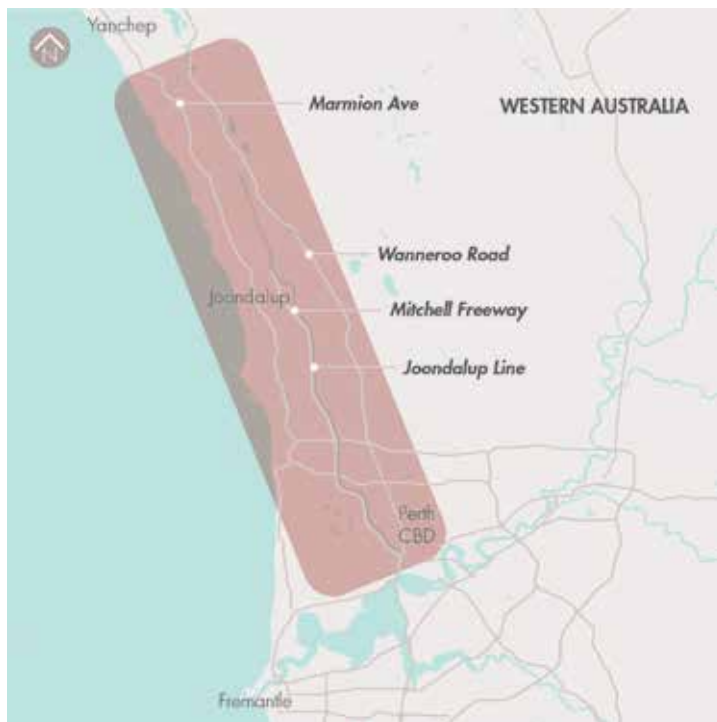 Yanchep
N
Marmion Ave
WESTERN AUSTRALIA
Wanneroo Road
Joondalup
Mitchell Freeway
Joondalup Line
Perth
CBD
Fremantle